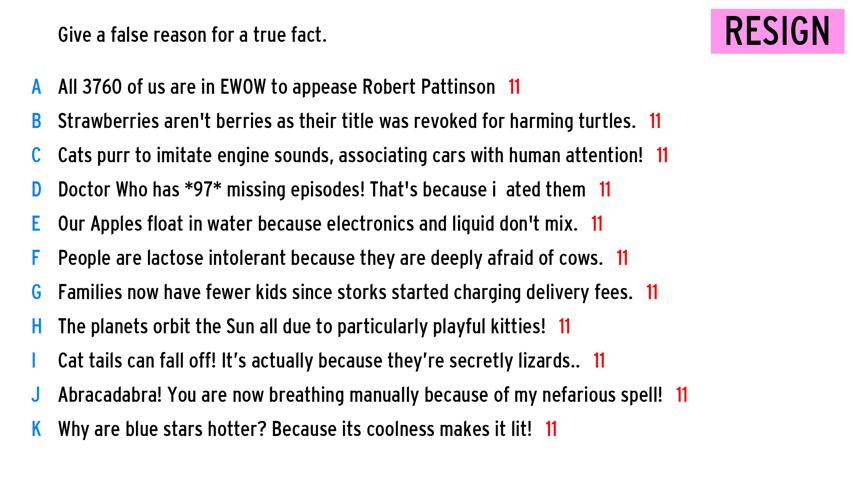 Give a false reason for a true fact.
RESIGN
A All 3760 of us are in EWOW to appease Robert Pattinson 11
B Strawberries aren't berries as their title was revoked for harming turtles. 11
C Cats purr to imitate engine sounds, associating cars with human attention! 11
D Doctor Who has *97* missing episodes! That's because i ated them 11
E Our Apples float in water because electronics and liquid don't mix. 11
F People are lactose intolerant because they are deeply afraid of cows. 11
G Families now have fewer kids since storks started charging delivery fees. 11
H The planets orbit the Sun all due to particularly playful kitties! 11
I Cat tails can fall off! It’s actually because they’re secretly lizards.. 11
J Abracadabra! You are now breathing manually because of my nefarious spell! 11
K Why are blue stars hotter? Because its coolness makes it lit! 11